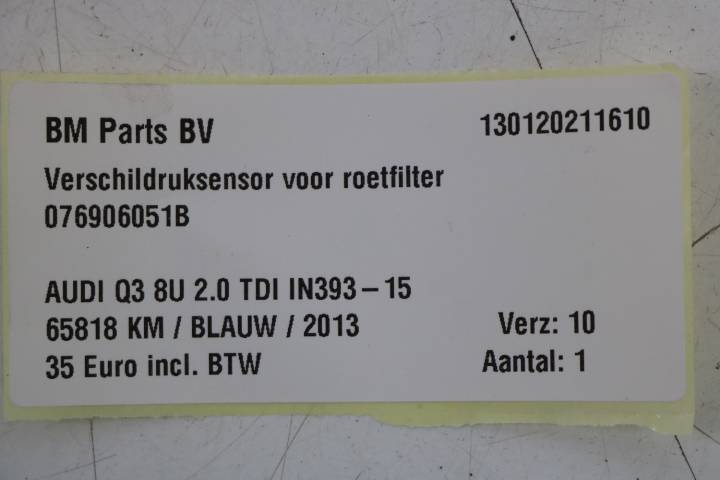 BM Parts BV 130120211610
Verschildruksensor voor roetfilter
076906051B
AUDI Q3 8U 2.0 TDI IN393-15
65818 KM / BLAUW / 2013 Verz: 10
35 Euro incl. BTW Aantal: 1